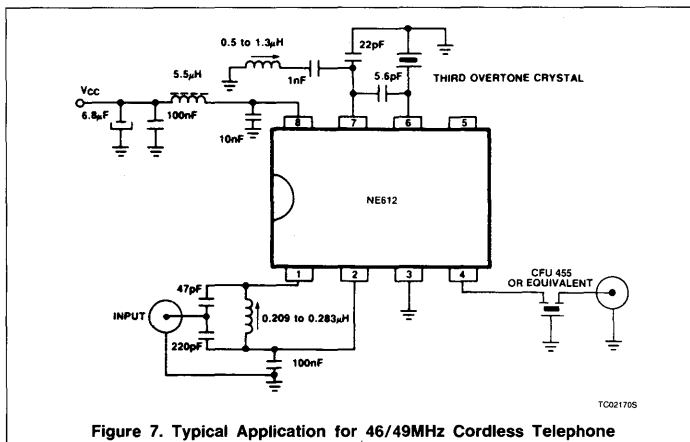 0.5 to 1.3μH
22pF
1nF
5.6pF
THIRD OVERTONE CRYSTAL
5.5μH
VCC
6.8μF
100nF
10nF
8
7
6
5
NE612
1
2
3
4
47pF
INPUT
0.209 to 0.283μH
220pF
100nF
CFU 455
OR EQUIVALENT
TC02170S
Figure 7. Typical Application for 46/49MHz Cordless Telephone